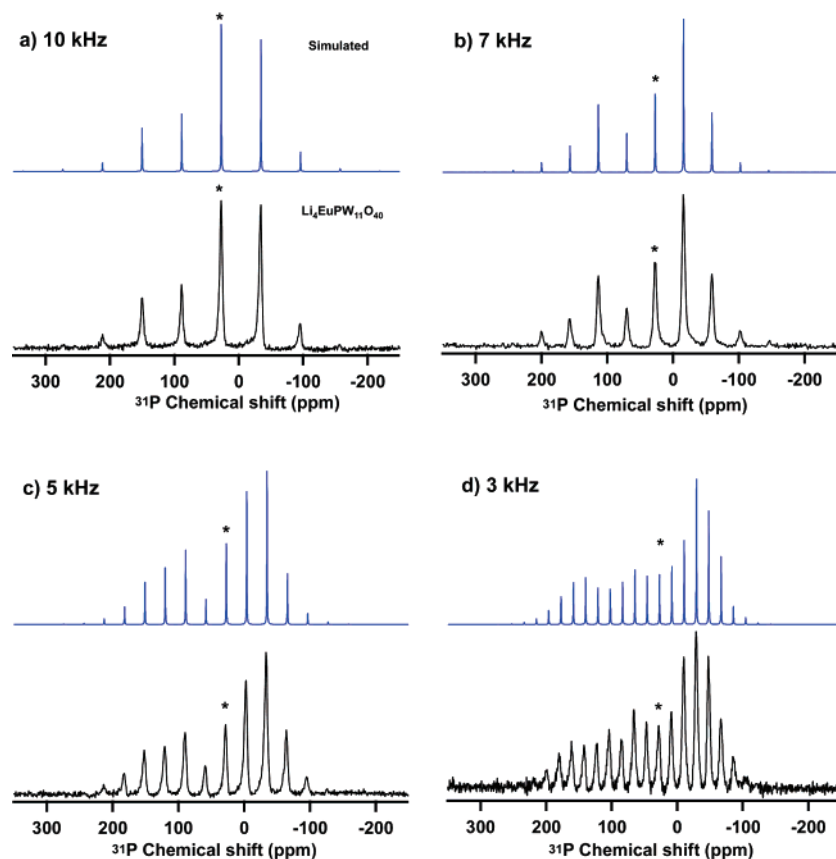 a) 10 kHz
*
Simulated
*
Li₄EuPW₁₁O₄₀
300 200 100 0 -100 -200
³¹P Chemical shift (ppm)
b) 7 kHz
*
*
300 200 100 0 -100 -200
³¹P Chemical shift (ppm)
c) 5 kHz
*
*
300 200 100 0 -100 -200
³¹P Chemical shift (ppm)
d) 3 kHz
*
*
300 200 100 0 -100 -200
³¹P Chemical shift (ppm)